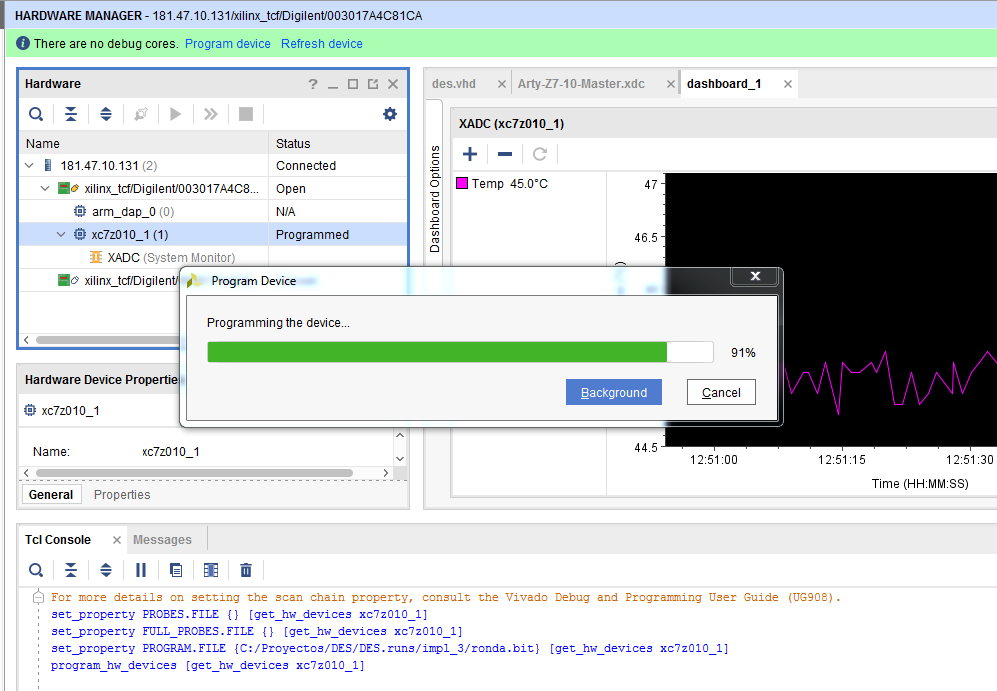 HARDWARE MANAGER - 181.47.10.131/xilinx_tcf/Digilent/003017A4C81CA
There are no debug cores. Program device Refresh device
Hardware
Name Status
181.47.10.131 (2) Connected
xilinx_tcf/Digilent/003017A4C8... Open
arm_dap_0 (0) N/A
xc7z010_1 (1) Programmed
XADC (System Monitor)
xilinx_tcf/Digilent/
Hardware Device Propertie
xc7z010_1
Name: xc7z010_1
General Properties
des.vhd Arty-Z7-10-Master.xdc dashboard_1
Dashboard Options
XADC (xc7z010_1)
Temp 45.0°C
47
46.5
44.5
12:51:00 12:51:15 12:51:30
Time (HH:MM:SS)
Program Device
Programming the device...
91%
Background Cancel
Tcl Console Messages
For more details on setting the scan chain property, consult the Vivado Debug and Programming User Guide (UG908).
set_property PROBES.FILE {} [get_hw_devices xc7z010_1]
set_property FULL_PROBES.FILE {} [get_hw_devices xc7z010_1]
set_property PROGRAM.FILE {C:/Proyectos/DES/DES.runs/impl_3/ronda.bit} [get_hw_devices xc7z010_1]
program_hw_devices [get_hw_devices xc7z010_1]